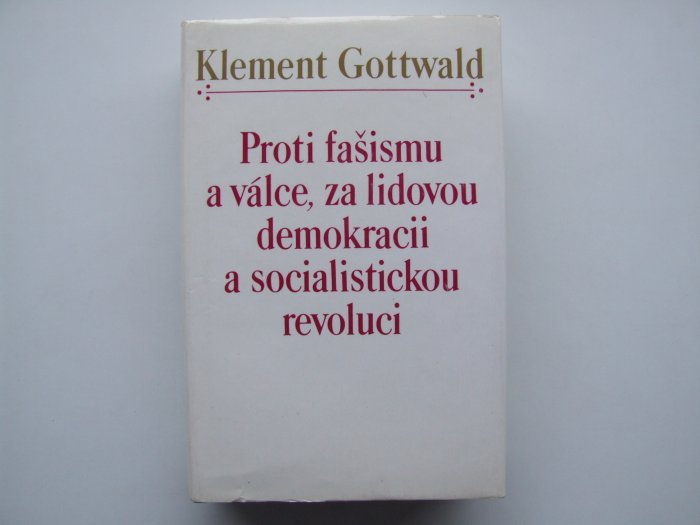 Klement Gottwald
Proti fašismu
a válce, za lidovou
demokracii
a socialistickou
revoluci